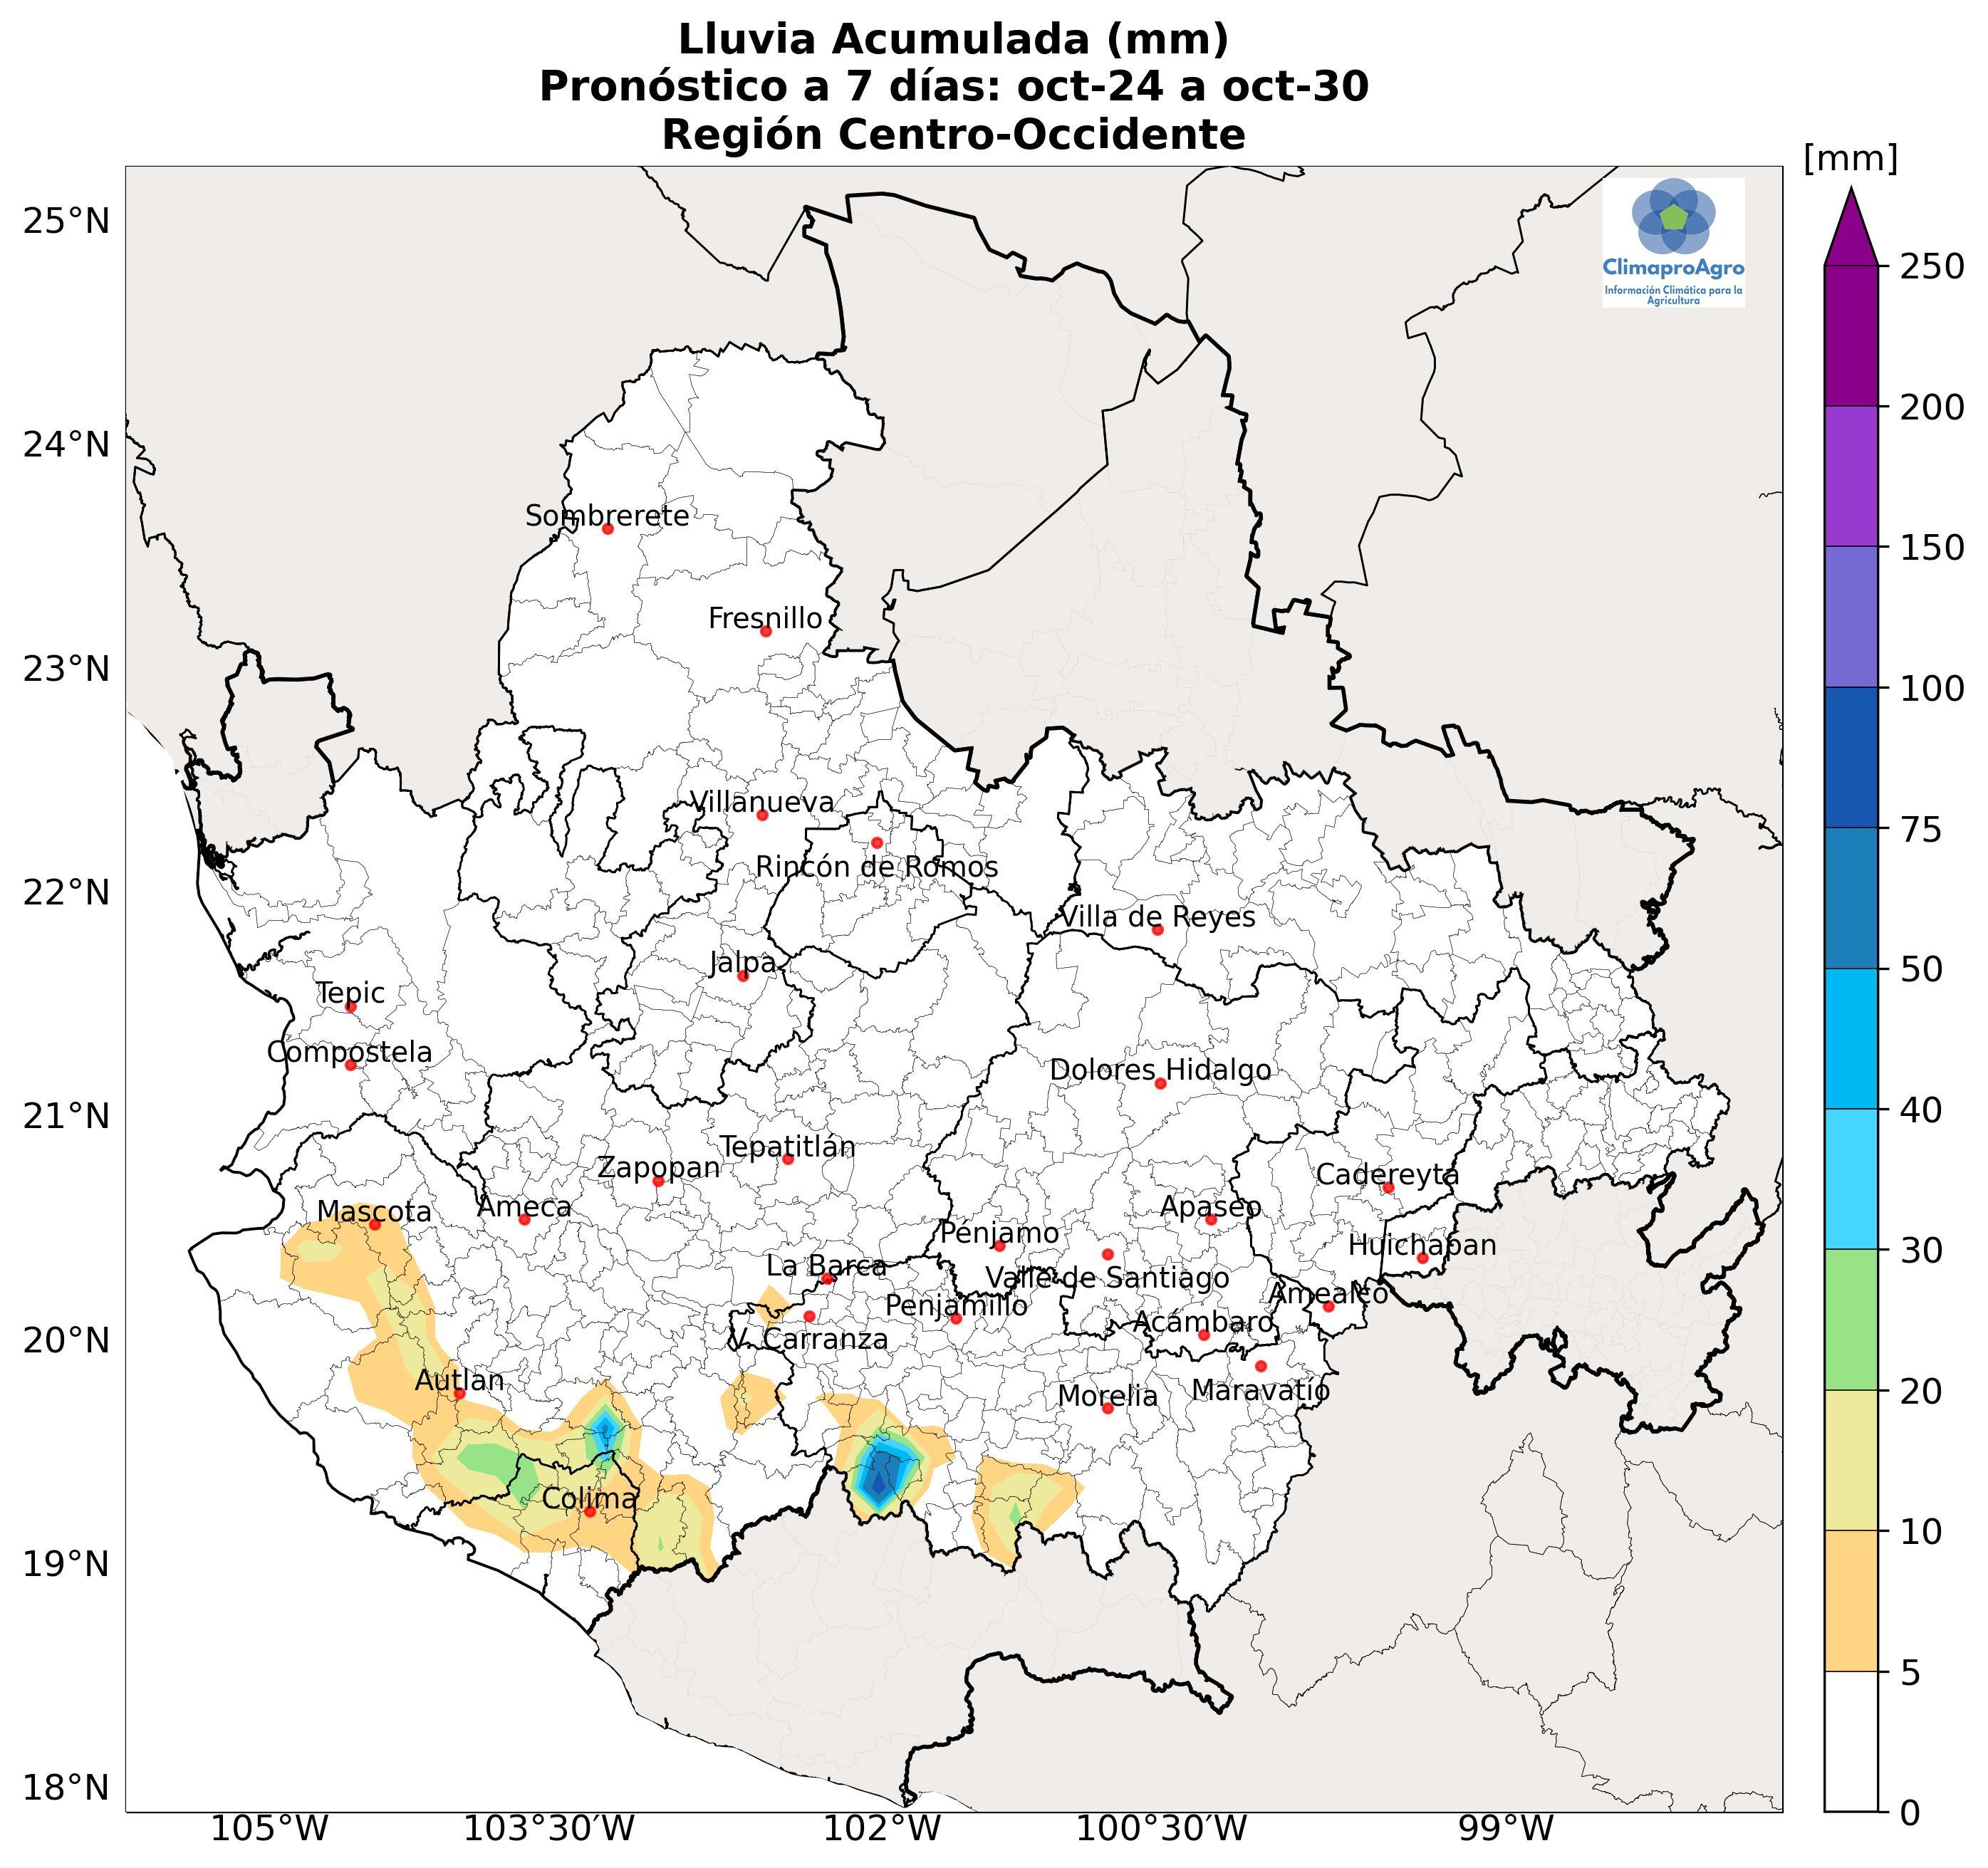 Lluvia Acumulada (mm)
Pronóstico a 7 días: oct-24 a oct-30
Región Centro-Occidente
[mm]
25°N
ClimaproAgro
Información Climática para la
Agricultura
250
200
24°N
150
Sombrerete
Fresnillo
23°N
100
Villanueva
75
Rincón de Romos
22°N
Villa de Reyes
50
Jalpa
Tepic
Compostela
Dolores Hidalgo
21°N
40
Tepatitlán
Zapopan
Cadereyta
Mascota
Ameca
Apaseo
Pénjamo
Huichapan
30
La Barca
Valle de Santiago
Amealco
Penjamillo
Acámbaro
20°N
V. Carranza
Autlan
20
Morelia
Maravatío
Colima
10
19°N
5
18°N
0
105°W
103°30'W
102°W
100°30'W
99°W